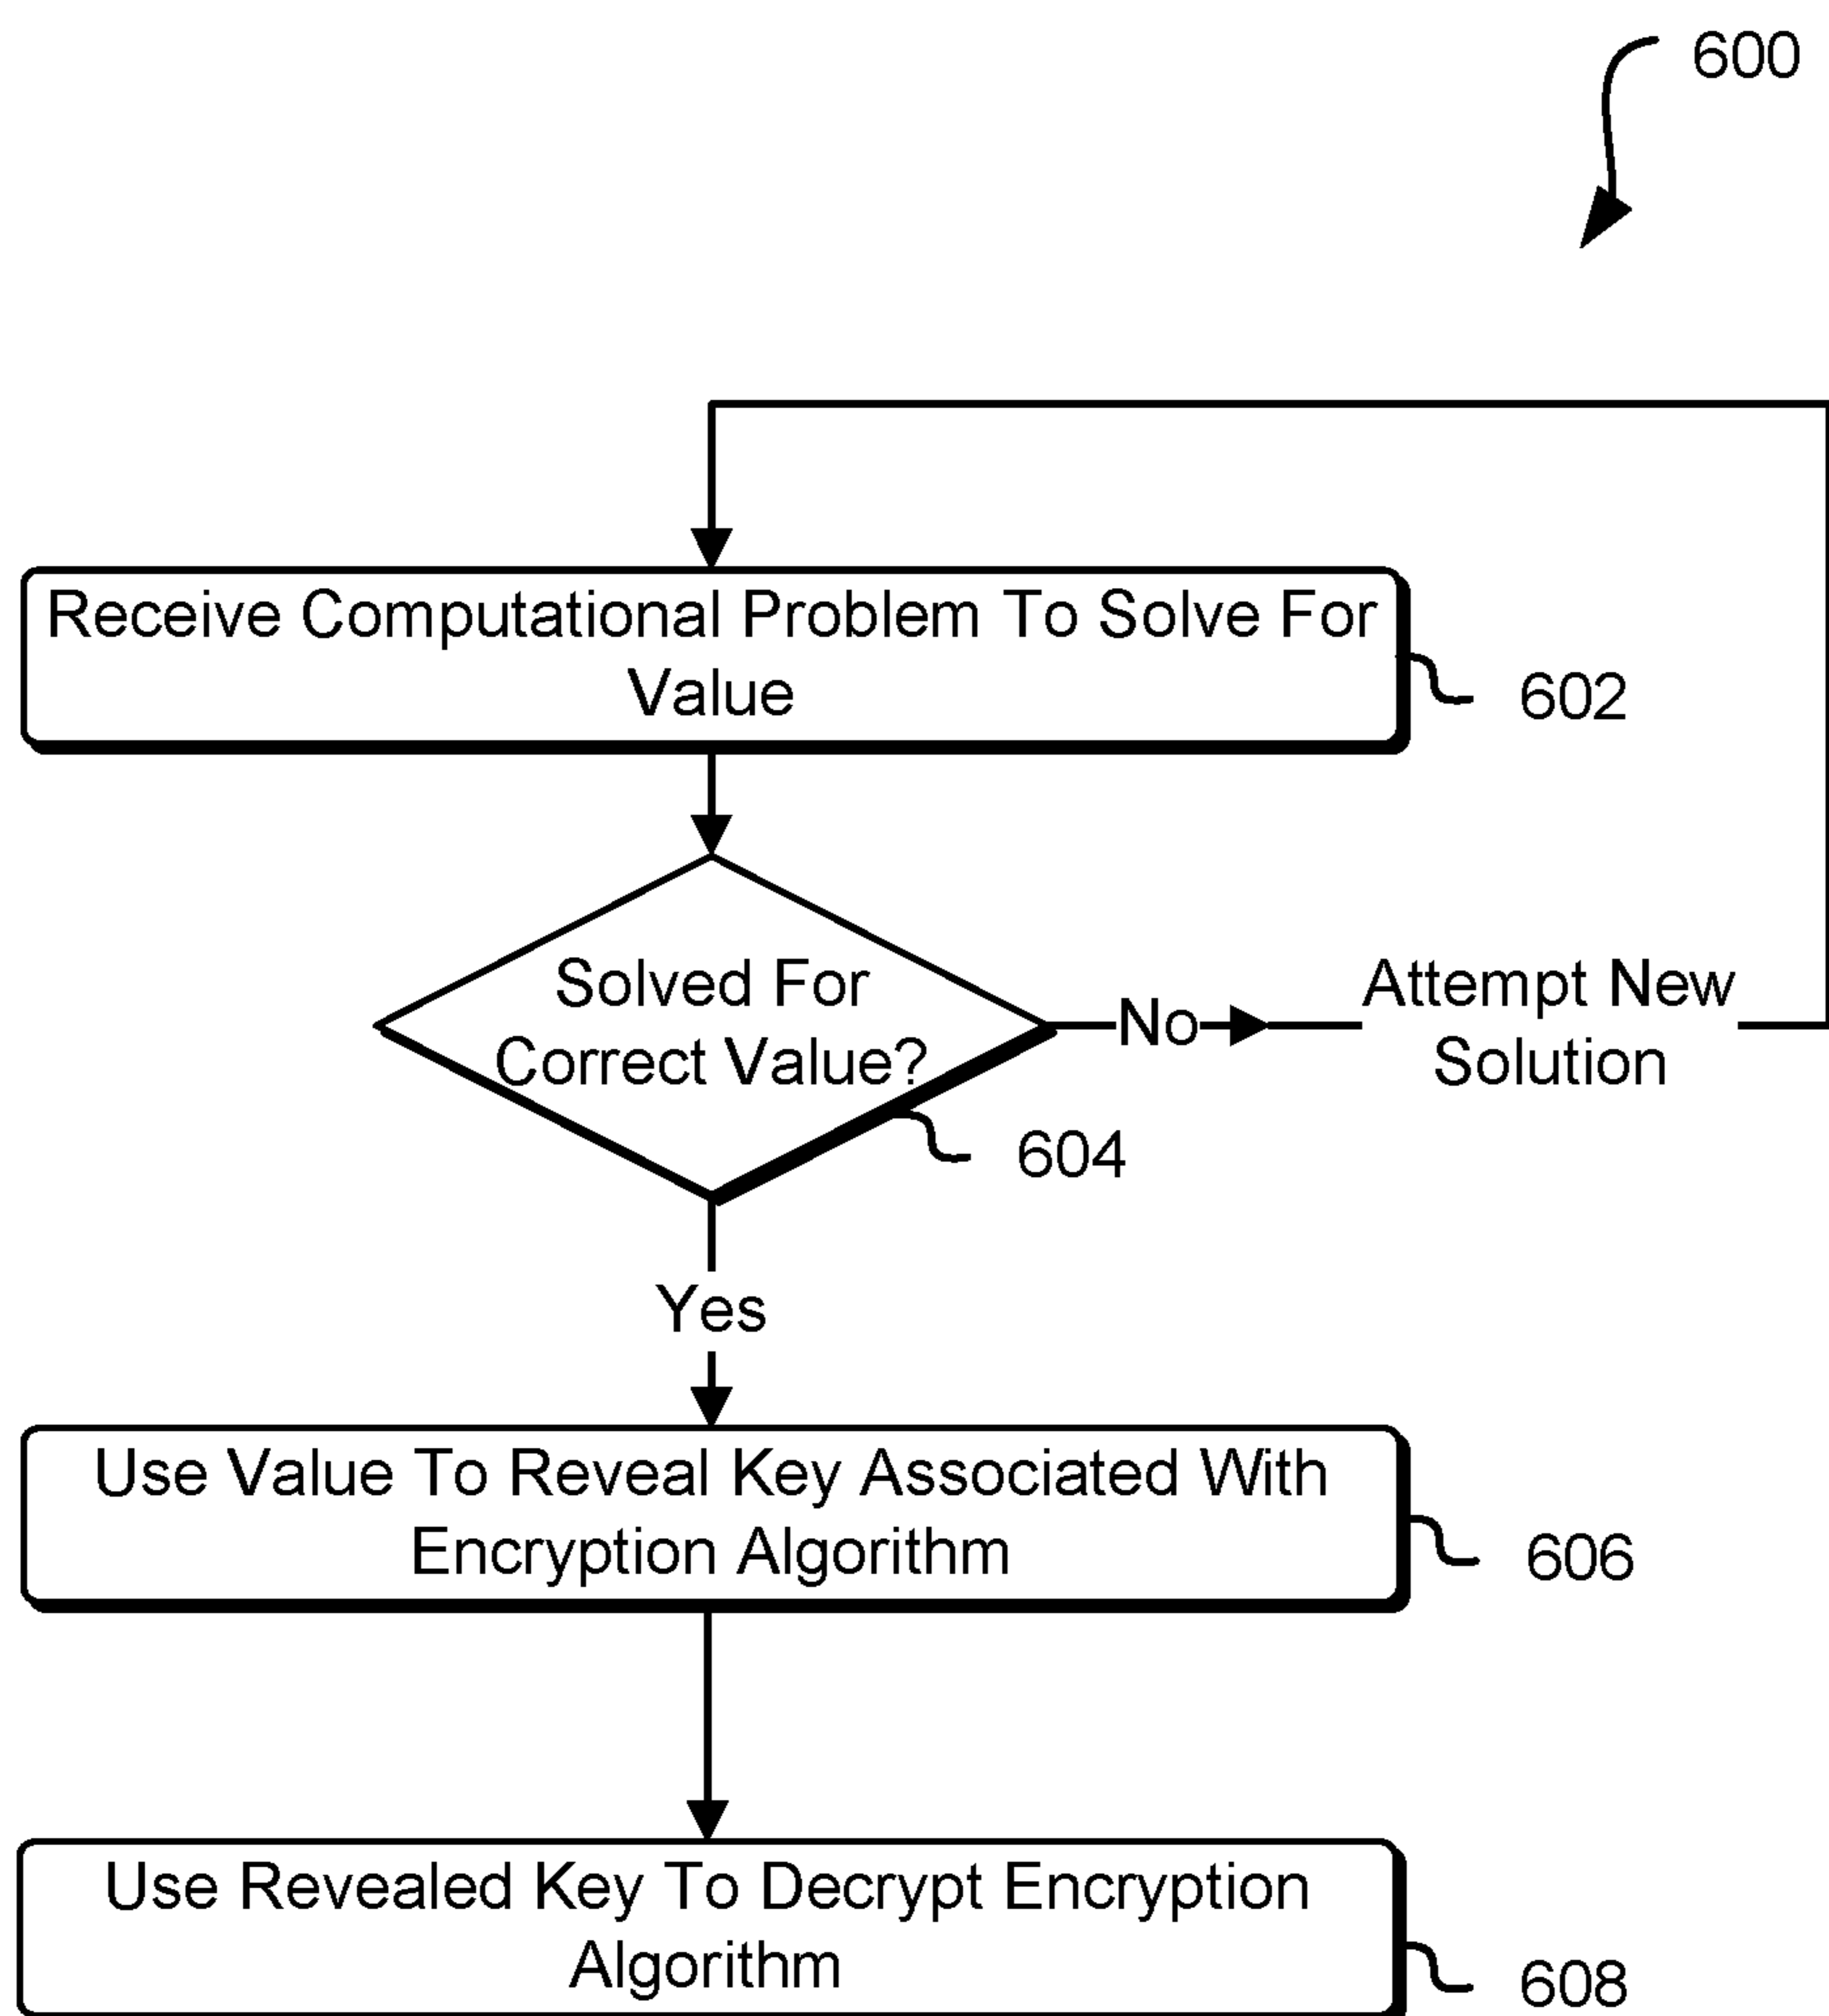 600
Receive Computational Problem To Solve For
Value
602
Solved For
Correct Value?
No
Attempt New
Solution
604
Yes
Use Value To Reveal Key Associated With
Encryption Algorithm
606
Use Revealed Key To Decrypt Encryption
Algorithm
608